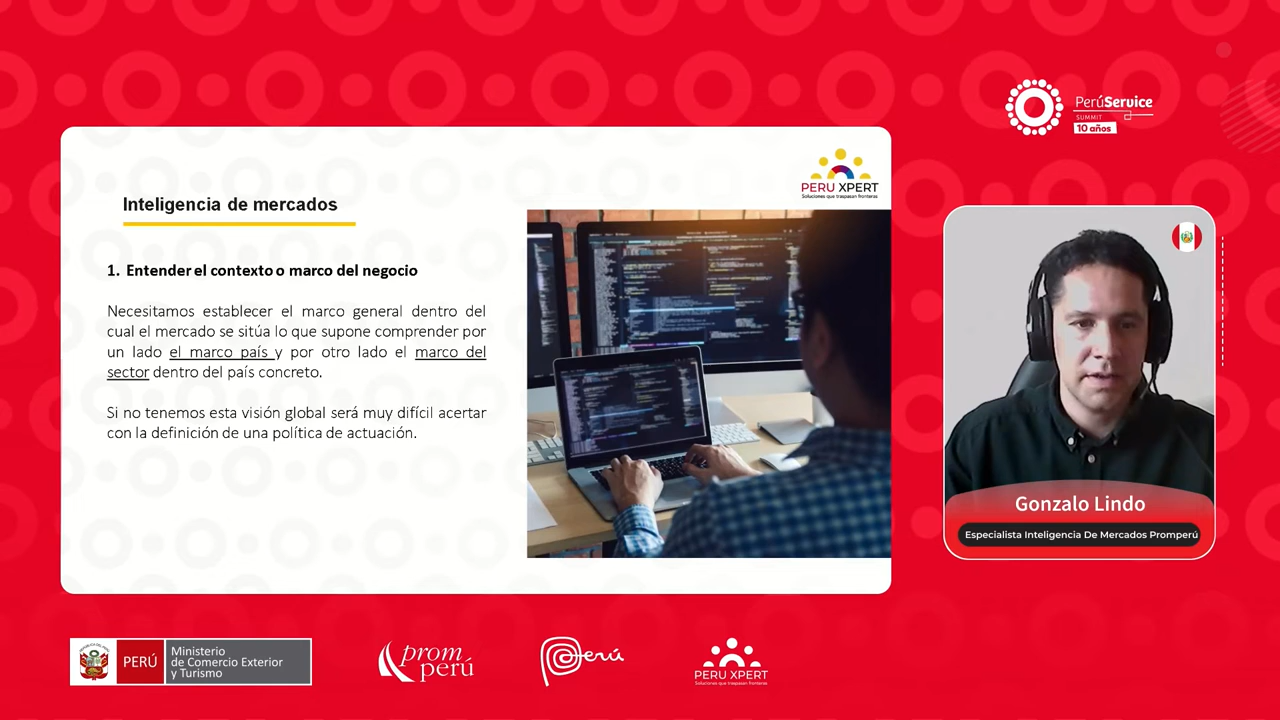 PerúService
SUMMIT
10 años
PERU XPERT
Soluciones que traspasan fronteras
Inteligencia de mercados
1. Entender el contexto o marco del negocio
Necesitamos establecer el marco general dentro del
cual el mercado se sitúa lo que supone comprender por
un lado el marco país y por otro lado el marco del
sector dentro del país concreto.
Si no tenemos esta visión global será muy difícil acertar
con la definición de una política de actuación.
Gonzalo Lindo
Especialista Inteligencia De Mercados Promperú
PERÚ
Ministerio
de Comercio Exterior
y Turismo
prom
perú
Perú
PERU XPERT
Soluciones que traspasan fronteras